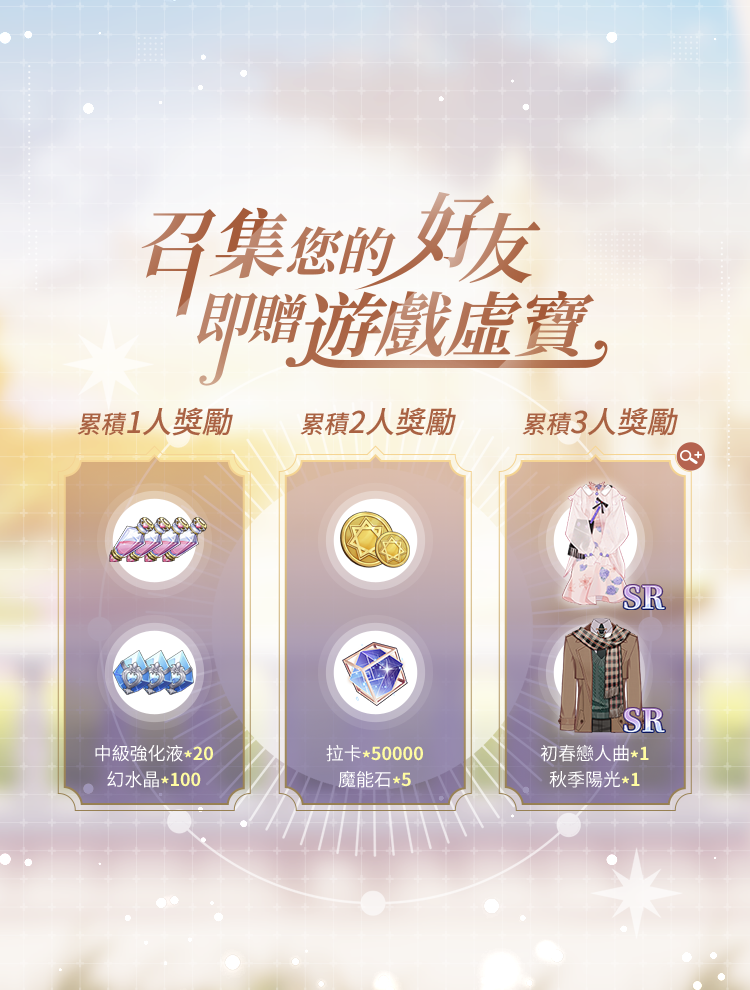 召集您的好友
即贈遊戲虛寶
累積1人獎勵
累積2人獎勵
累積3人獎勵
中級強化液★20
幻水晶★100
拉卡★50000
魔能石★5
SR
SR
初春戀人曲★1
秋季陽光★1